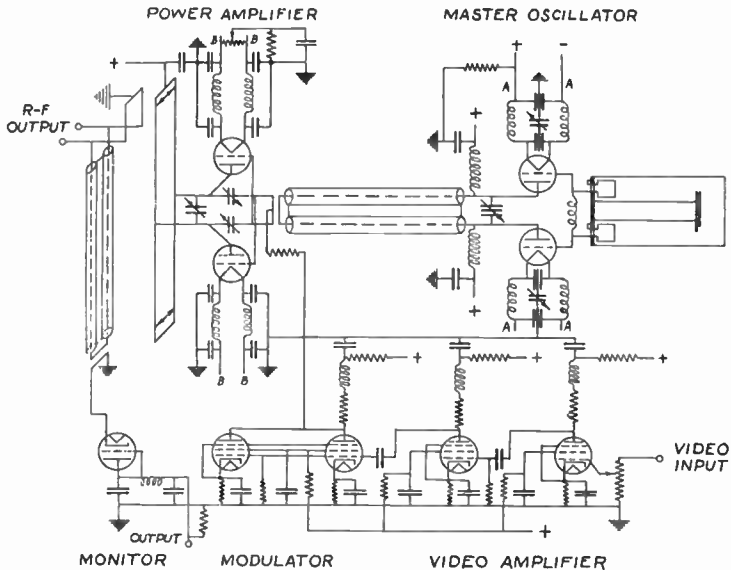 POWER AMPLIFIER
MASTER OSCILLATOR
B B
+ + -
A A
R-F
OUTPUT
+
+
A A
B B
+ + +
VIDEO
INPUT
OUTPUT
+
MONITOR
MODULATOR
VIDEO AMPLIFIER